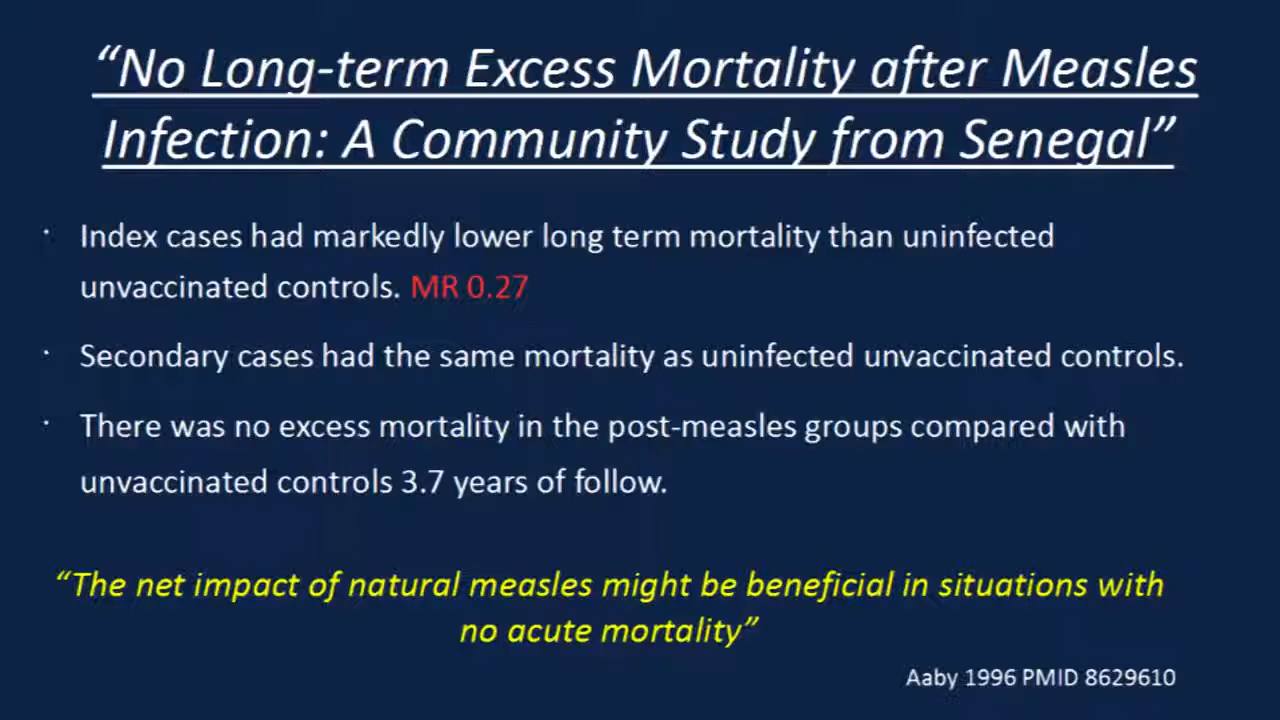 “No Long-term Excess Mortality after Measles
Infection: A Community Study from Senegal”
· Index cases had markedly lower long term mortality than uninfected
unvaccinated controls. MR 0.27
· Secondary cases had the same mortality as uninfected unvaccinated controls.
· There was no excess mortality in the post-measles groups compared with
unvaccinated controls 3.7 years of follow.
“The net impact of natural measles might be beneficial in situations with
no acute mortality”
Aaby 1996 PMID 8629610